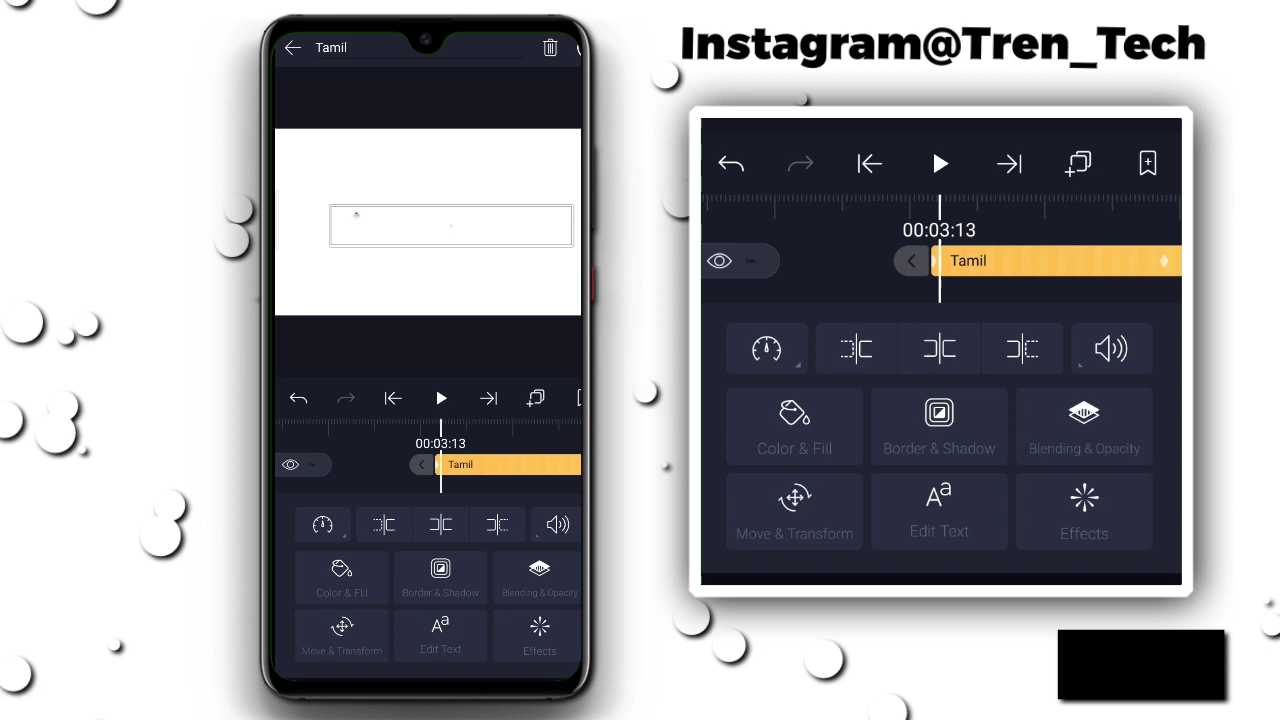 Instagram@Tren_Tech
Tamil
00:03:13
Tamil
Color & Fill
Border & Shadow
Blending & Opacity
Move & Transform
Edit Text
Effects
00:03:13
Tamil
Color & Fill
Border & Shadow
Blending & Opacity
Move & Transform
Edit Text
Effects